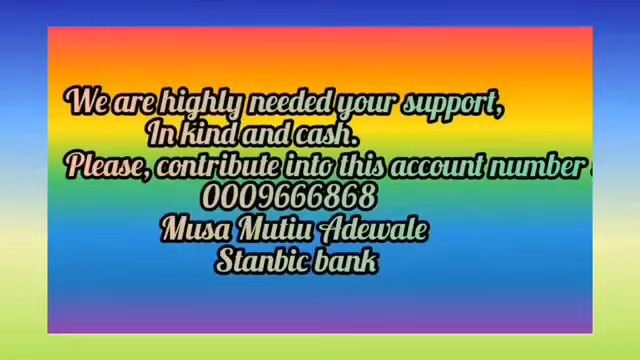 We are highly needed your support,
In kind and cash.
Please, contribute into this account number
0009666868
Musa Mutiu Adewale
Stanbic bank